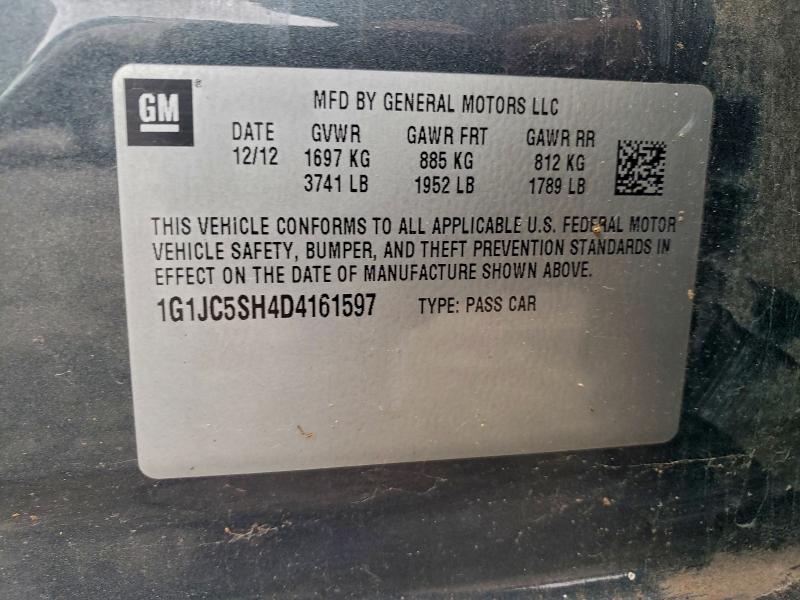 GM
MFD BY GENERAL MOTORS LLC
DATE GVWR GAWR FRT GAWR RR
12/12 1697 KG 885 KG 812 KG
3741 LB 1952 LB 1789 LB
THIS VEHICLE CONFORMS TO ALL APPLICABLE U.S. FEDERAL MOTOR
VEHICLE SAFETY, BUMPER, AND THEFT PREVENTION STANDARDS IN
EFFECT ON THE DATE OF MANUFACTURE SHOWN ABOVE.
1G1JC5SH4D4161597 TYPE: PASS CAR